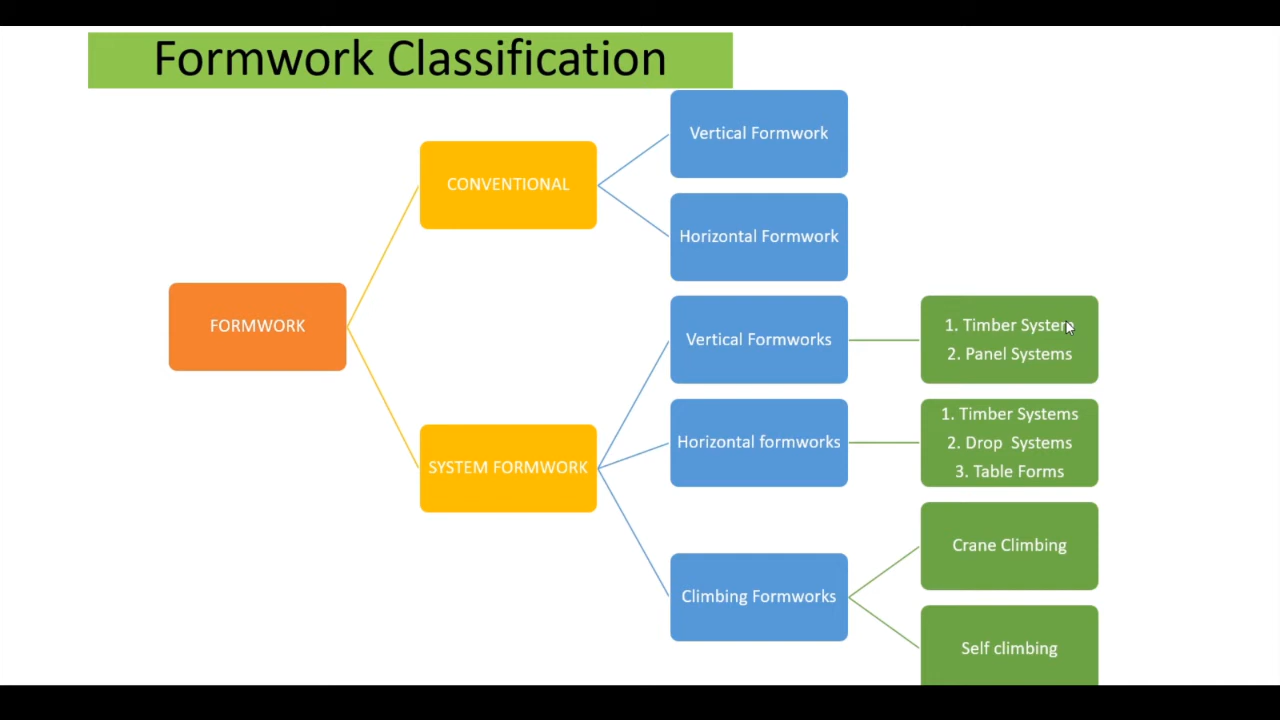 Formwork Classification
Vertical Formwork
CONVENTIONAL
Horizontal Formwork
FORMWORK
Vertical Formworks
1. Timber System
2. Panel Systems
SYSTEM FORMWORK
Horizontal formworks
1. Timber Systems
2. Drop  Systems
3. Table Forms
Climbing Formworks
Crane Climbing
Self climbing